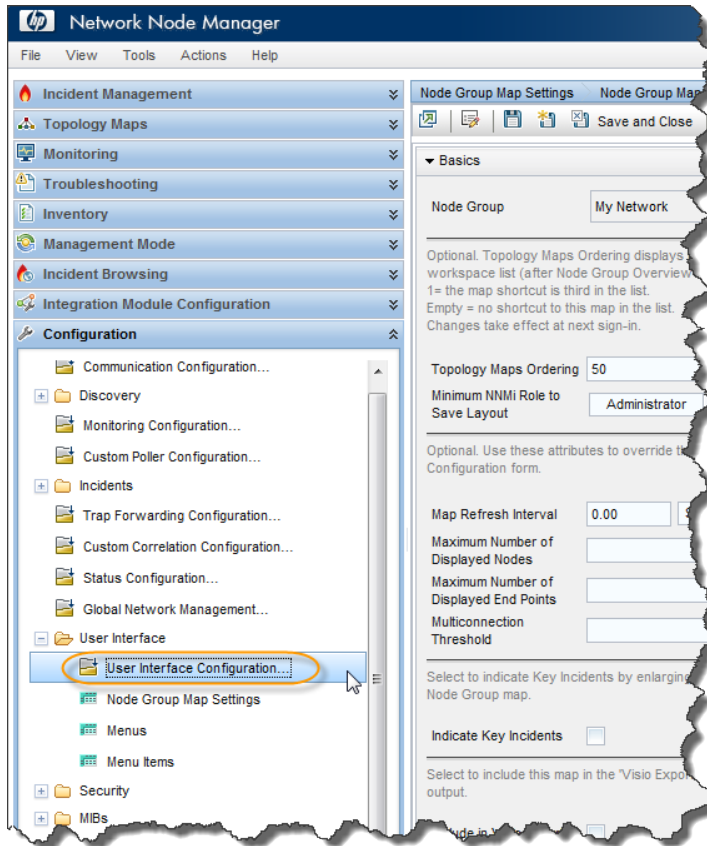 hp Network Node Manager
File View Tools Actions Help
Incident Management
Topology Maps
Monitoring
Troubleshooting
Inventory
Management Mode
Incident Browsing
Integration Module Configuration
Configuration
Communication Configuration...
Discovery
Monitoring Configuration...
Custom Poller Configuration...
Incidents
Trap Forwarding Configuration...
Custom Correlation Configuration...
Status Configuration...
Global Network Management...
User Interface
User Interface Configuration...
Node Group Map Settings
Menus
Menu Items
Security
MIBs
Node Group Map Settings Node Group Map
Save and Close
Basics
Node Group My Network
Optional. Topology Maps Ordering displays
workspace list (after Node Group Overview
1= the map shortcut is third in the list.
Empty = no shortcut to this map in the list.
Changes take effect at next sign-in.
Topology Maps Ordering 50
Minimum NNMi Role to
Save Layout Administrator
Optional. Use these attributes to override
Configuration form.
Map Refresh Interval 0.00
Maximum Number of
Displayed Nodes
Maximum Number of
Displayed End Points
Multiconnection
Threshold
Select to indicate Key Incidents by enlarging
Node Group map.
Indicate Key Incidents
Select to include this map in the 'Visio Expor
output.